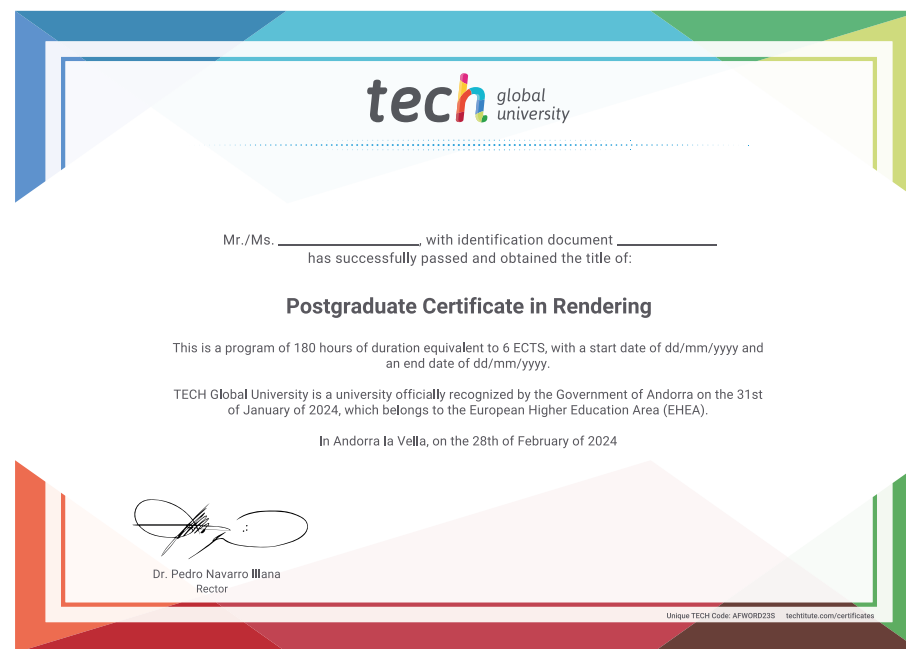 tech global
university
Mr./Ms. ______________, with identification document __________
has successfully passed and obtained the title of:
Postgraduate Certificate in Rendering
This is a program of 180 hours of duration equivalent to 6 ECTS, with a start date of dd/mm/yyyy and
an end date of dd/mm/yyyy.
TECH Global University is a university officially recognized by the Government of Andorra on the 31st
of January of 2024, which belongs to the European Higher Education Area (EHEA).
In Andorra la Vella, on the 28th of February of 2024
Dr. Pedro Navarro Illana
Rector
Unique TECH Code: AFWORD23S techtitute.com/certificates